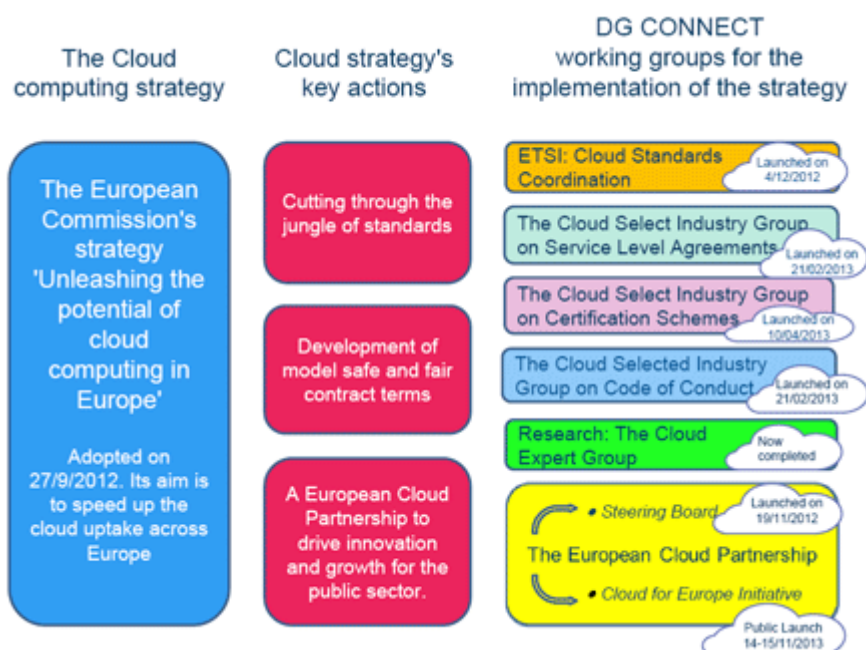 The Cloud
computing strategy
Cloud strategy's
key actions
DG CONNECT
working groups for the
implementation of the strategy
The European
Commission's
strategy
'Unleashing the
potential of
cloud
computing in
Europe'
Adopted on
27/9/2012. Its aim is
to speed up the
cloud uptake across
Europe
Cutting through the
jungle of standards
Development of
model safe and fair
contract terms
A European Cloud
Partnership to
drive innovation
and growth for the
public sector.
ETSI: Cloud Standards
Coordination
Launched on
4/12/2012
The Cloud Select Industry Group
on Service Level Agreements
Launched on
21/02/2013
The Cloud Select Industry Group
on Certification Schemes
Launched on
10/04/2013
The Cloud Selected Industry
Group on Code of Conduct
Launched on
21/02/2013
Research: The Cloud
Expert Group
Now
completed
• Steering Board
Launched on
19/11/2012
The European Cloud Partnership
• Cloud for Europe Initiative
Public Launch
14-15/11/2013